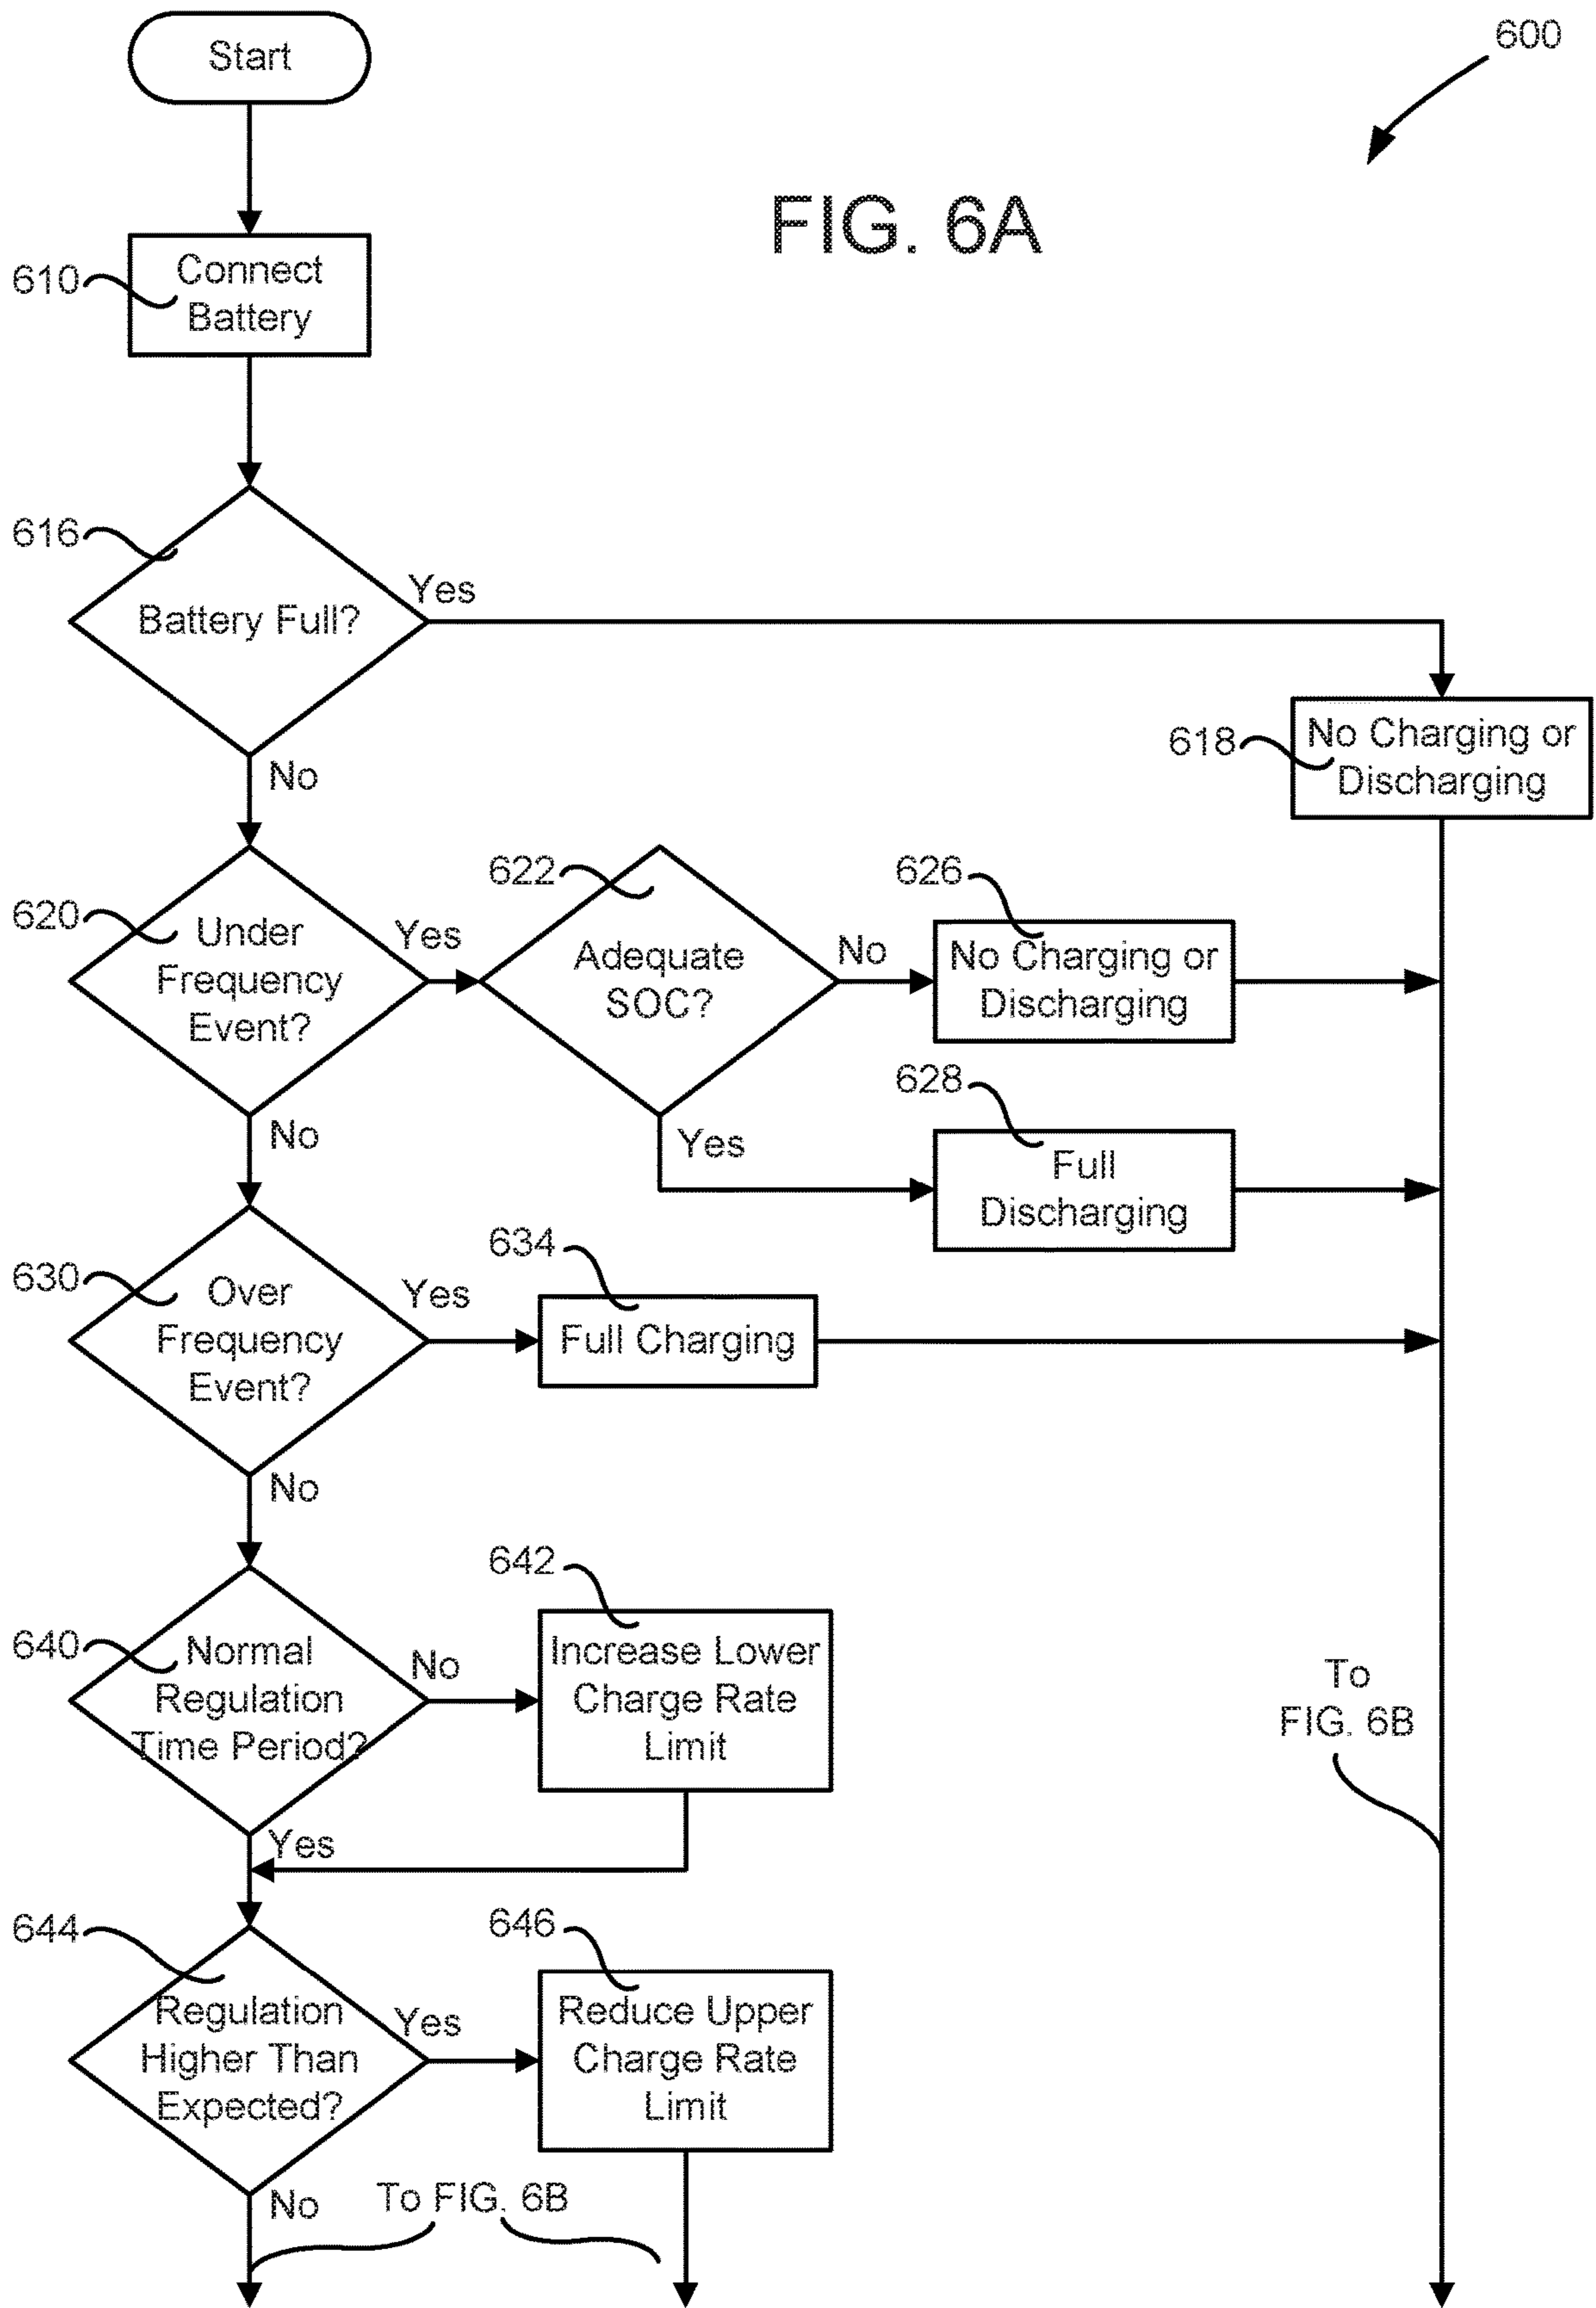 Start
600
FIG. 6A
610
Connect
Battery
616
Battery Full?
Yes
No
618
No Charging or
Discharging
620
Under
Frequency
Event?
Yes
No
622
Adequate
SOC?
No
Yes
626
No Charging or
Discharging
628
Full
Discharging
630
Over
Frequency
Event?
Yes
No
634
Full Charging
640
Normal
Regulation
Time Period?
No
Yes
642
Increase Lower
Charge Rate
Limit
To
FIG. 6B
644
Regulation
Higher Than
Expected?
Yes
No
646
Reduce Upper
Charge Rate
Limit
To FIG. 6B